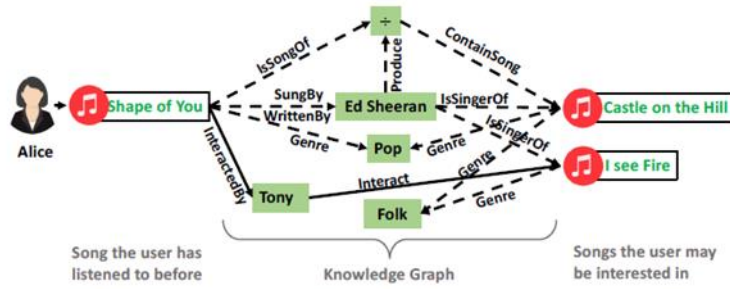 ÷
IsSongOf
ContainSong
Produce
SungBy
Ed Sheeran
IsSingerOf
Shape of You
Castle on the Hill
WrittenBy
IsSingerOf
Alice
Genre
Pop
Genre
Genre
I see Fire
InteractedBy
Interact
Tony
Genre
Folk
Song the user has
listened to before
Knowledge Graph
Songs the user may
be interested in